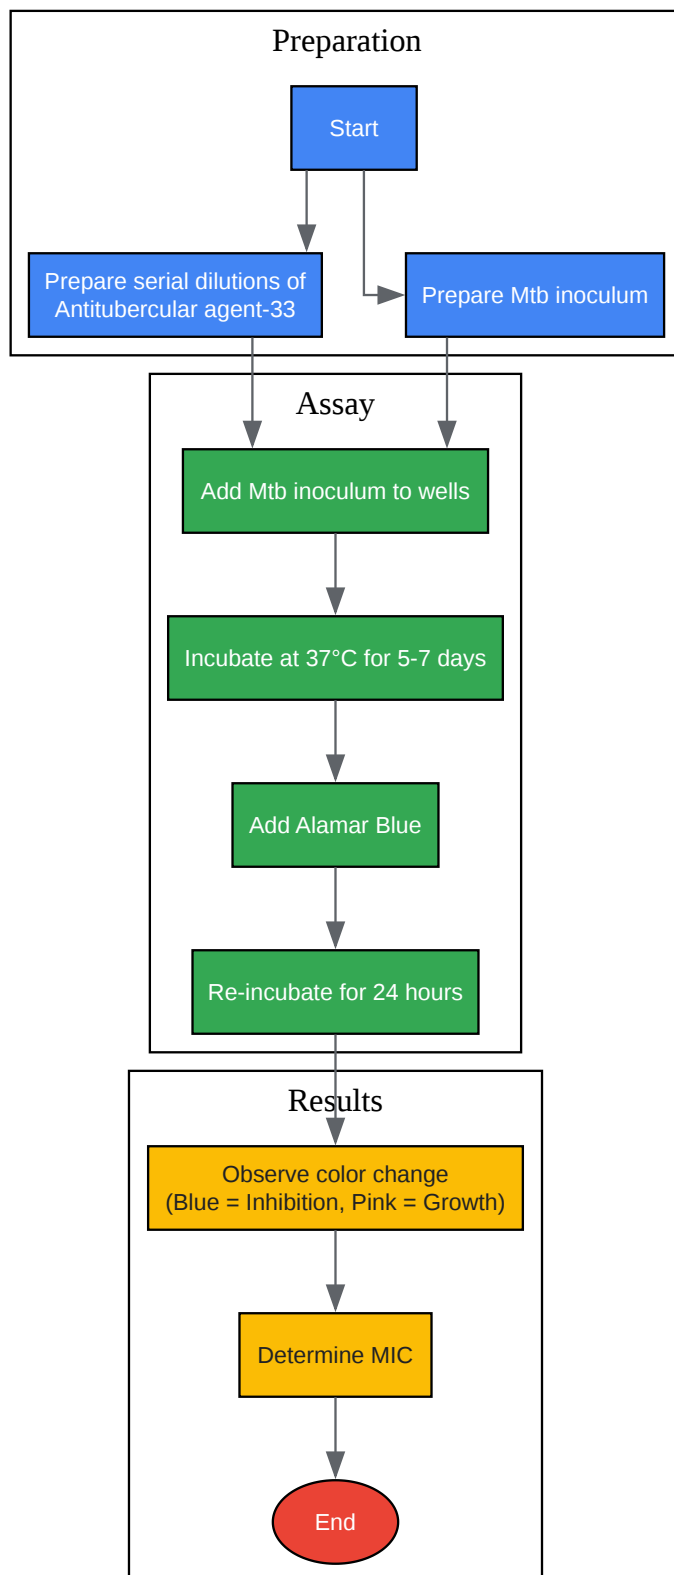 Preparation
Start
Prepare serial dilutions of
Antitubercular agent-33
Prepare Mtb inoculum
Assay
Add Mtb inoculum to wells
Incubate at 37°C for 5-7 days
Add Alamar Blue
Re-incubate for 24 hours
Results
Observe color change
(Blue = Inhibition, Pink = Growth)
Determine MIC
End